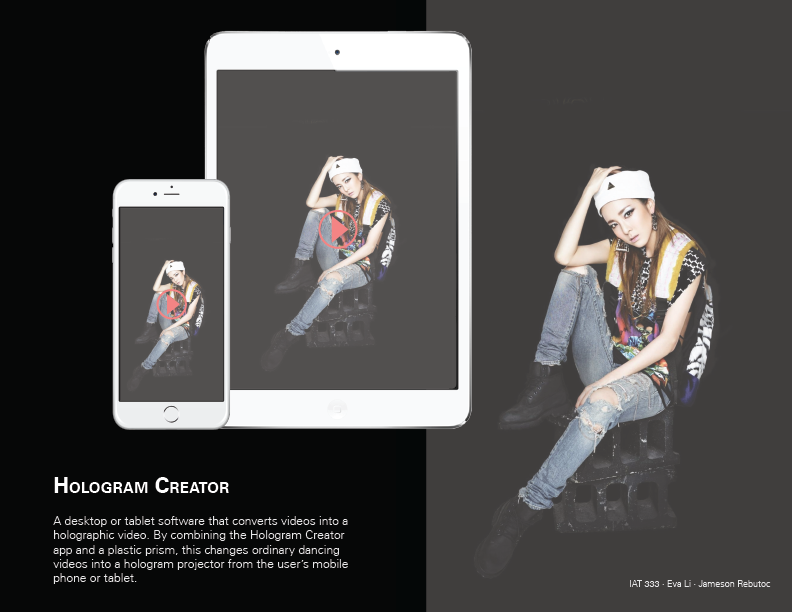 HOLOGRAM CREATOR
A desktop or tablet software that converts videos into a
holographic video. By combining the Hologram Creator
app and a plastic prism, this changes ordinary dancing
videos into a hologram projector from the user's mobile
phone or tablet.
IAT 333 · Eva Li · Jameson Rebutoc